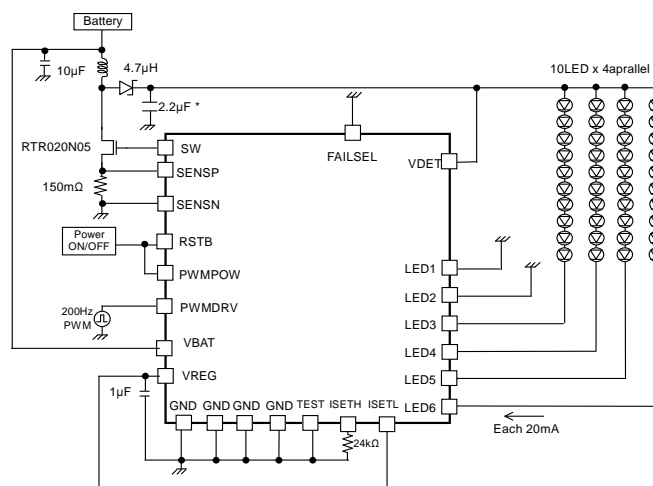 Battery
10µF
4.7µH
2.2µF *
10LED x 4aprallel
RTR020N05
SW
FAILSEL
VDET
SENSP
150mΩ
SENSN
Power
ON/OFF
RSTB
PWMPOW
LED1
LED2
200Hz
PWM
PWMDRV
LED3
VBAT
LED4
VREG
LED5
1µF
GND
GND
GND
GND
TEST
ISETH
ISETL
LED6
24kΩ
Each 20mA